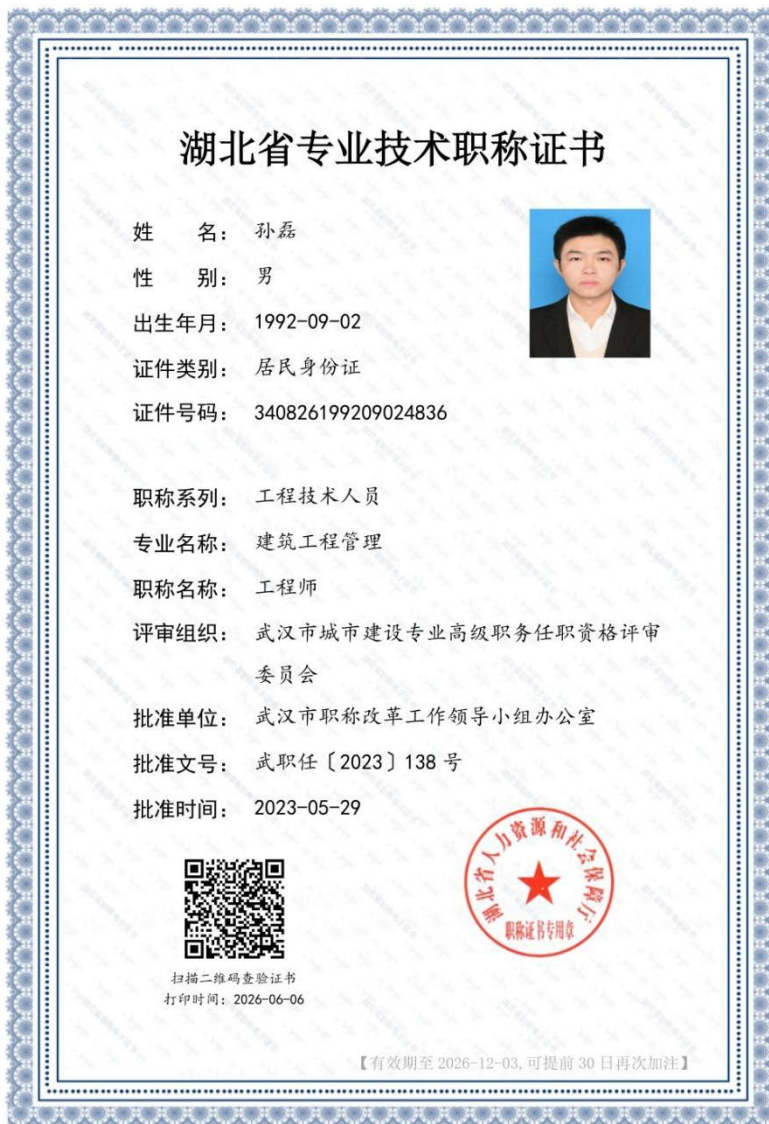 湖北省专业技术职称证书
姓 名： 孙磊
性 别： 男
出生年月： 1992-09-02
证件类别： 居民身份证
证件号码： 340826199209024836
职称系列： 工程技术人员
专业名称： 建筑工程管理
职称名称： 工程师
评审组织： 武汉市城市建设专业高级职务任职资格评审
委员会
批准单位： 武汉市职称改革工作领导小组办公室
批准文号： 武职任〔2023〕138 号
批准时间： 2023-05-29
湖北省人力资源和社会保障厅
职称证书专用章
扫描二维码查验证书
打印时间：2026-06-06
【有效期至 2026-12-03,可提前 30 日再次加注】